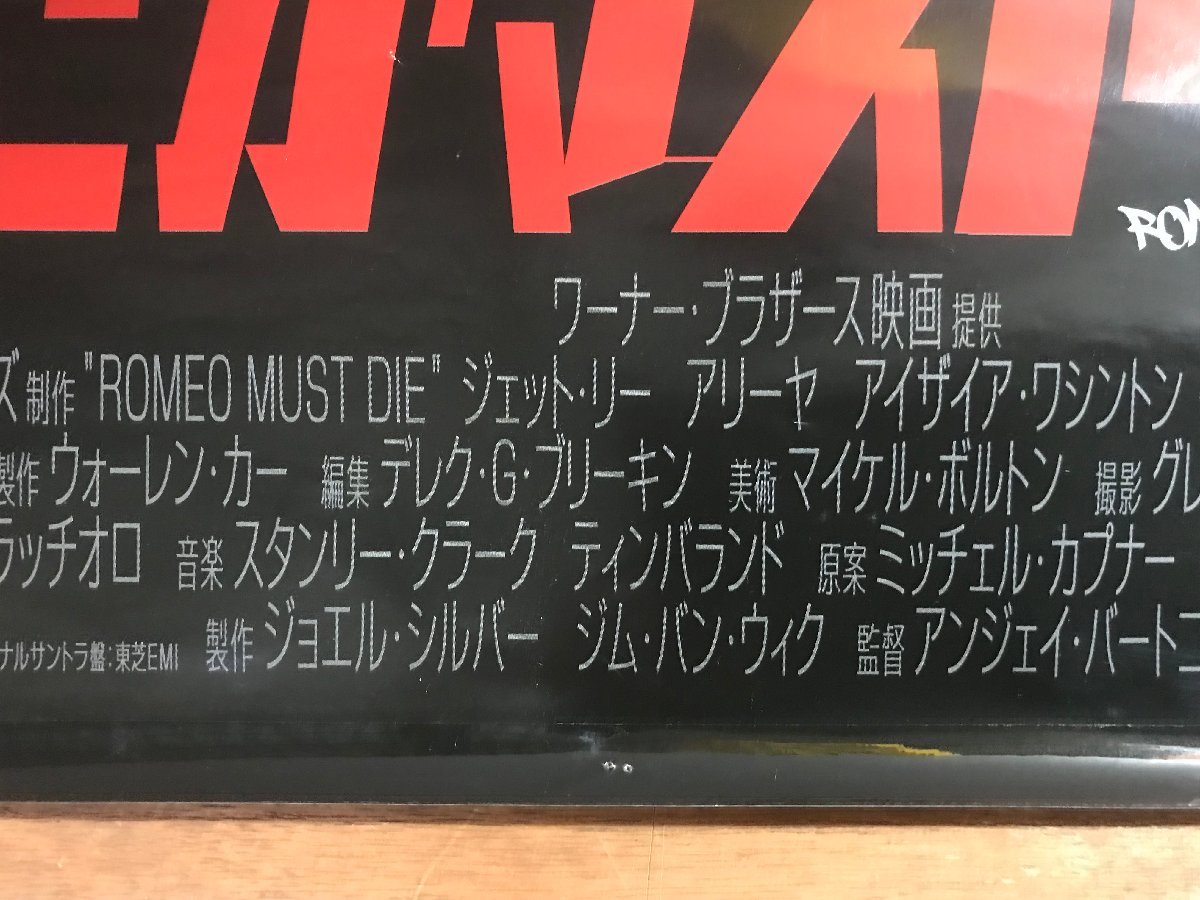 ワーナー・ブラザース映画 提供
ズ 制作 "ROMEO MUST DIE" ジェット・リー アリーヤ アイザイア・ワシントン
製作 ウォーレン・カー 編集 デレク・G・ブリーキン 美術 マイケル・ボルトン 撮影 グレ
ラッチオロ 音楽 スタンリー・クラーク ティンバランド 原案 ミッチェル・カプナー
ナルサントラ盤・東芝EMI 製作 ジョエル・シルバー ジム・バン・ウィク 監督 アンジェイ・バートコ